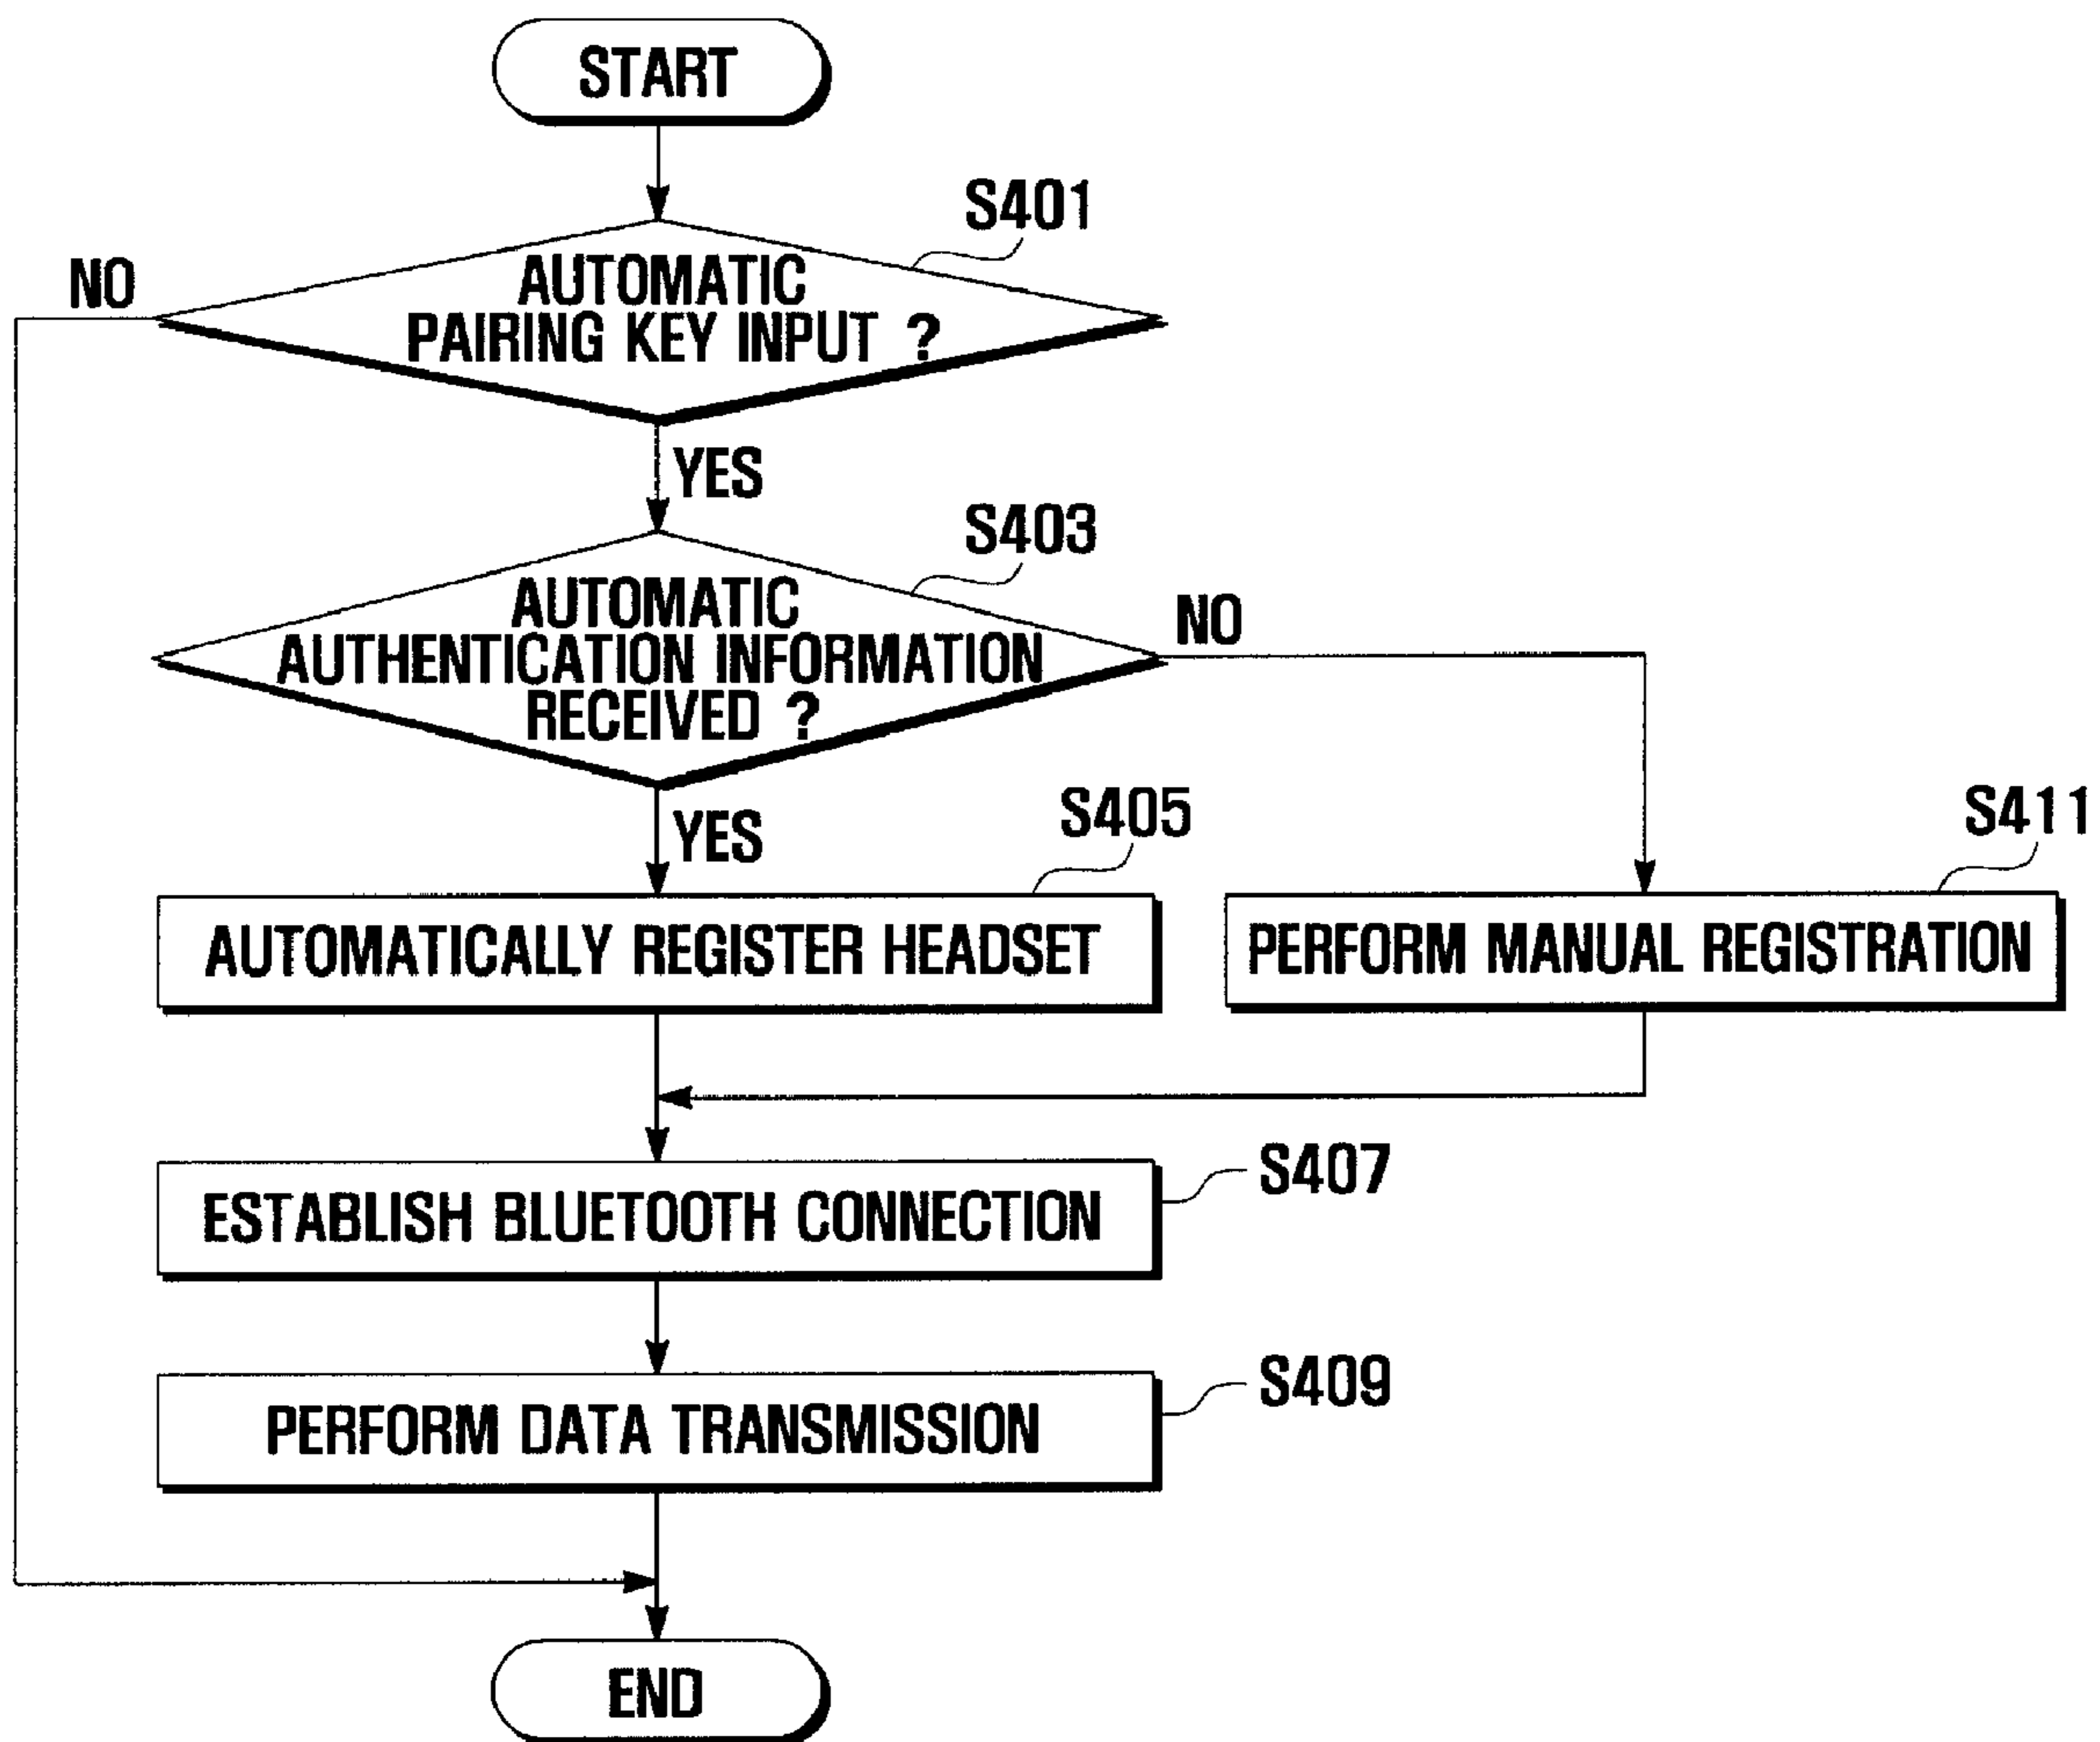 START
S401
NO
AUTOMATIC
PAIRING KEY INPUT ?
YES
S403
AUTOMATIC
AUTHENTICATION INFORMATION
RECEIVED ?
NO
YES
S405
S411
AUTOMATICALLY REGISTER HEADSET
PERFORM MANUAL REGISTRATION
S407
ESTABLISH BLUETOOTH CONNECTION
S409
PERFORM DATA TRANSMISSION
END